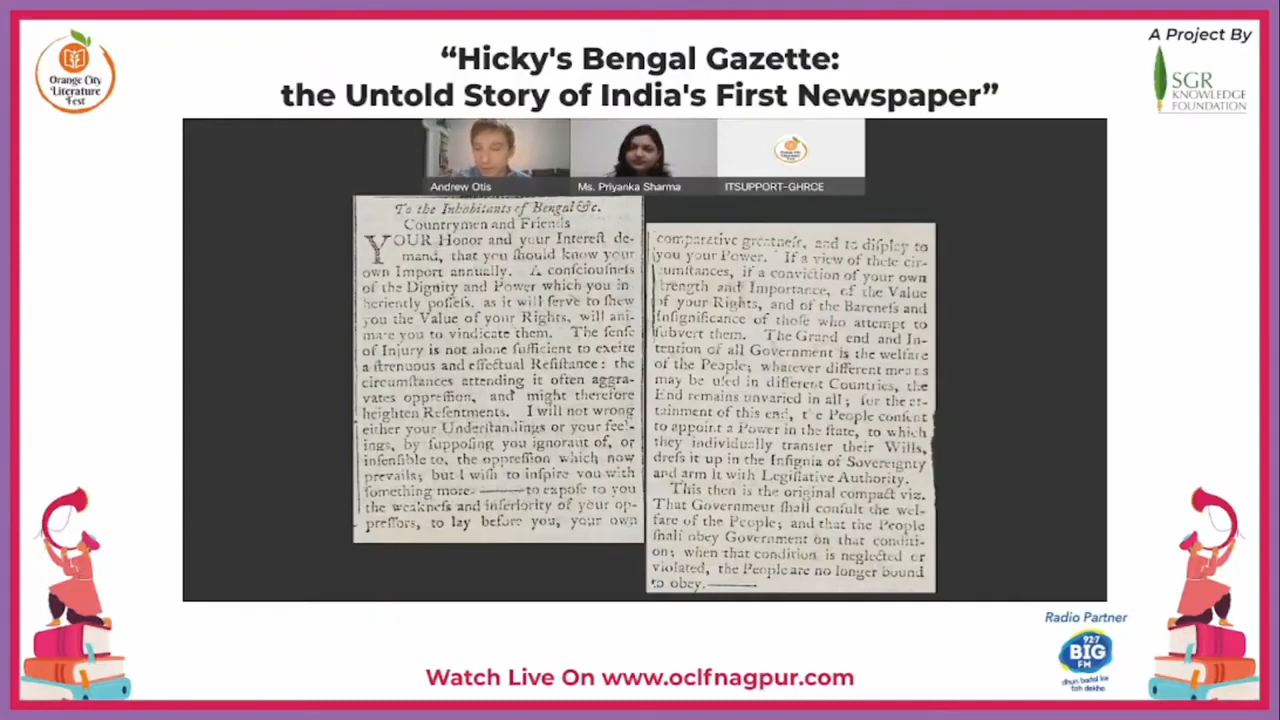 Orange City
Literature
Fest
“Hicky's Bengal Gazette:
the Untold Story of India's First Newspaper”
A Project By
SGR
KNOWLEDGE
FOUNDATION
Andrew Otis
Ms. Priyanka Sharma
ITSUPPORT-GHRCE
To the Inhabitants of Bengal &c.
Countrymen and Friends
YOUR Honor and your Intereſt de-
mand, that you ſhould know your
own Import annually. A conſciouſneſs
of the Dignity and Power which you in-
heriently poſſeſs, as it will ſerve to ſhew
you the Value of your Rights, will ani-
mate you to vindicate them. The ſenſe
of Injury is not alone ſufficient to excite
a ſtrenuous and effectual Reſiſtance: the
circumſtances attending it often aggra-
vates oppreſſion, and might therefore
heighten Reſentments. I will not wrong
either your Underſtandings or your feel-
ings, by ſuppoſing you ignorant of, or
inſenſible to, the oppreſſion which now
prevails; but I wiſh to inſpire you with
ſomething more——to expoſe to you
the weakneſs and inferiority of your op-
preſſors, to lay before you, your own
comparative greatneſs, and to diſplay to
you your Power. If a view of theſe cir-
cumſtances, if a conviction of your own
ſtrength and Importance, of the Value
of your Rights, and of the Bareneſs and
Inſignificance of thoſe who attempt to
ſubvert them. The Grand end and In-
tention of all Government is the welfare
of the People; whatever different means
may be uſed in different Countries, the
End remains unvaried in all; for the at-
tainment of this end, the People conſent
to appoint a Power in the ſtate, to which
they individually transfer their Wills,
dreſs it up in the Inſignia of Sovereignty
and arm It with Legiſlative Authority.
This then is the original compact viz.
That Government ſhall conſult the wel-
fare of the People; and that the People
ſhall obey Government on that conditi-
on; when that condition is neglected or
violated, the People are no longer bound
to obey.——
Radio Partner
92.7
BIG
FM
dhun badal ke
toh dekho
Watch Live On www.oclfnagpur.com